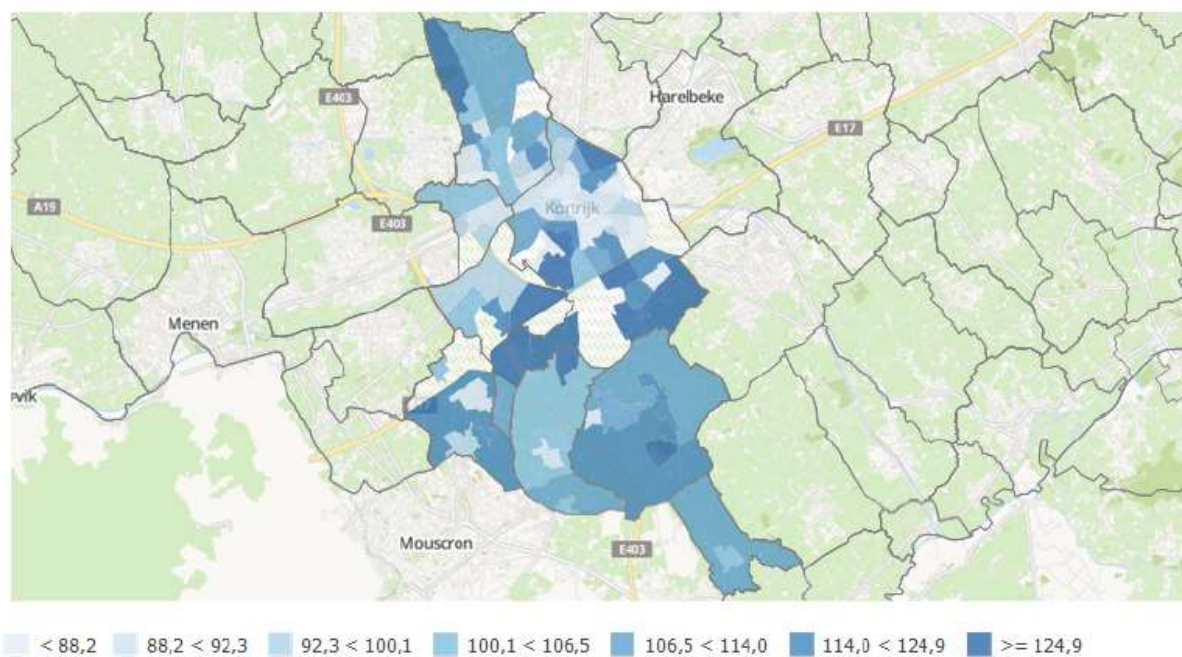 E403
Harelbeke
E17
A19
Kortrijk
E403
Menen
rvik
Mouscron
E403
< 88,2
88,2 < 92,3
92,3 < 100,1
100,1 < 106,5
106,5 < 114,0
114,0 < 124,9
>= 124,9